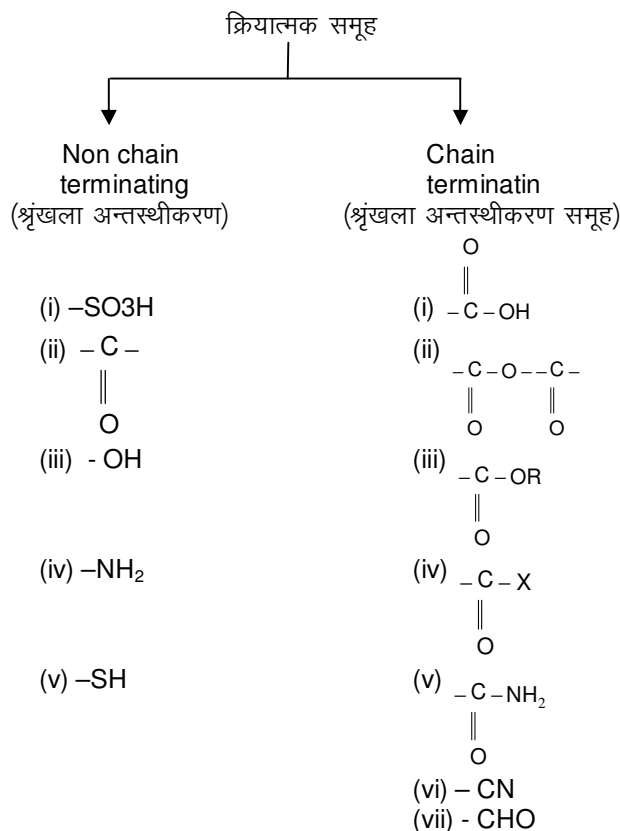 क्रियात्मक समूह
Non chain
terminating
(श्रृंखला अन्तस्थीकरण)
Chain
terminatin
(श्रृंखला अन्तस्थीकरण समूह)
(i) –SO3H
(ii) – C –
||
O
(iii) - OH
(iv) –NH₂
(v) –SH
O
||
(i) – C – OH
(ii) – C – O – – C –
|| ||
O O
(iii) – C – OR
||
O
(iv) – C – X
||
O
(v) – C – NH₂
||
O
(vi) – CN
(vii) - CHO